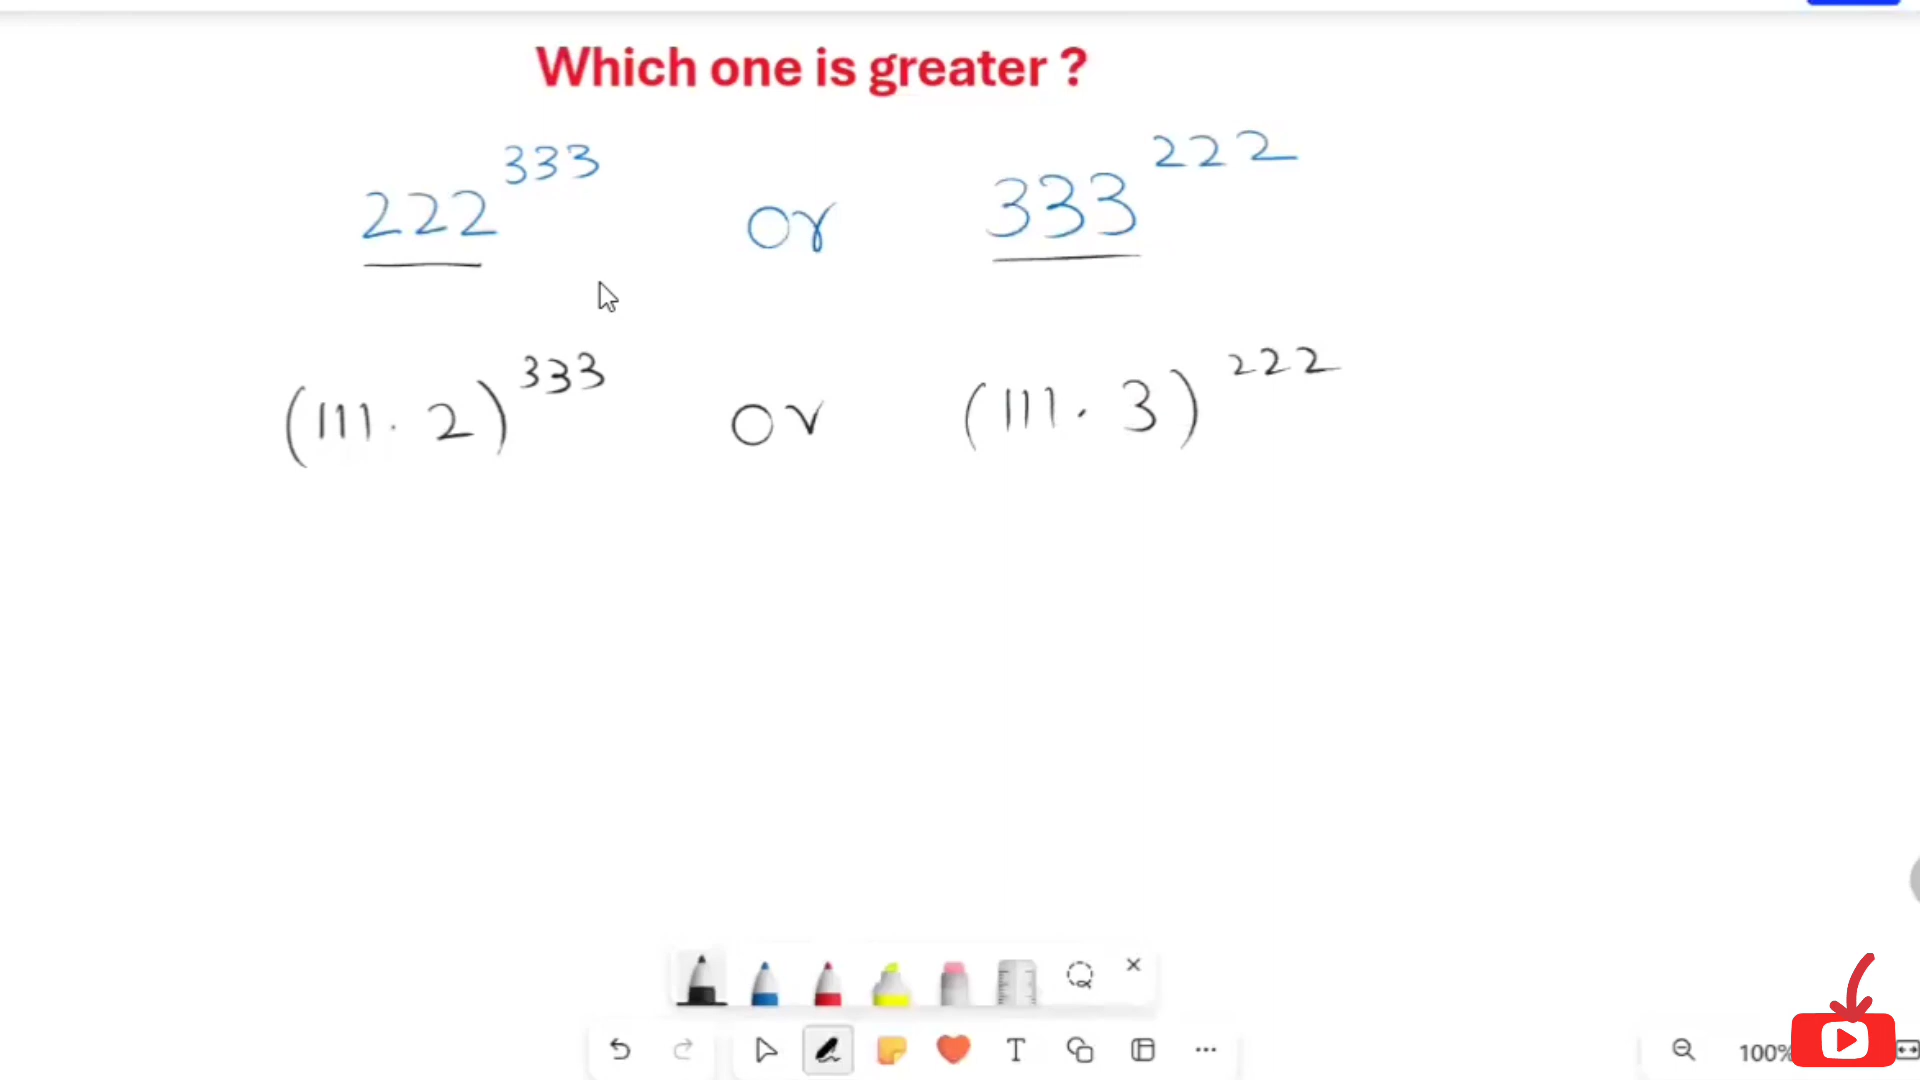 Which one is greater ?
222^333 or 333^222
(111 . 2)^333 or (111 . 3)^222
T
100%